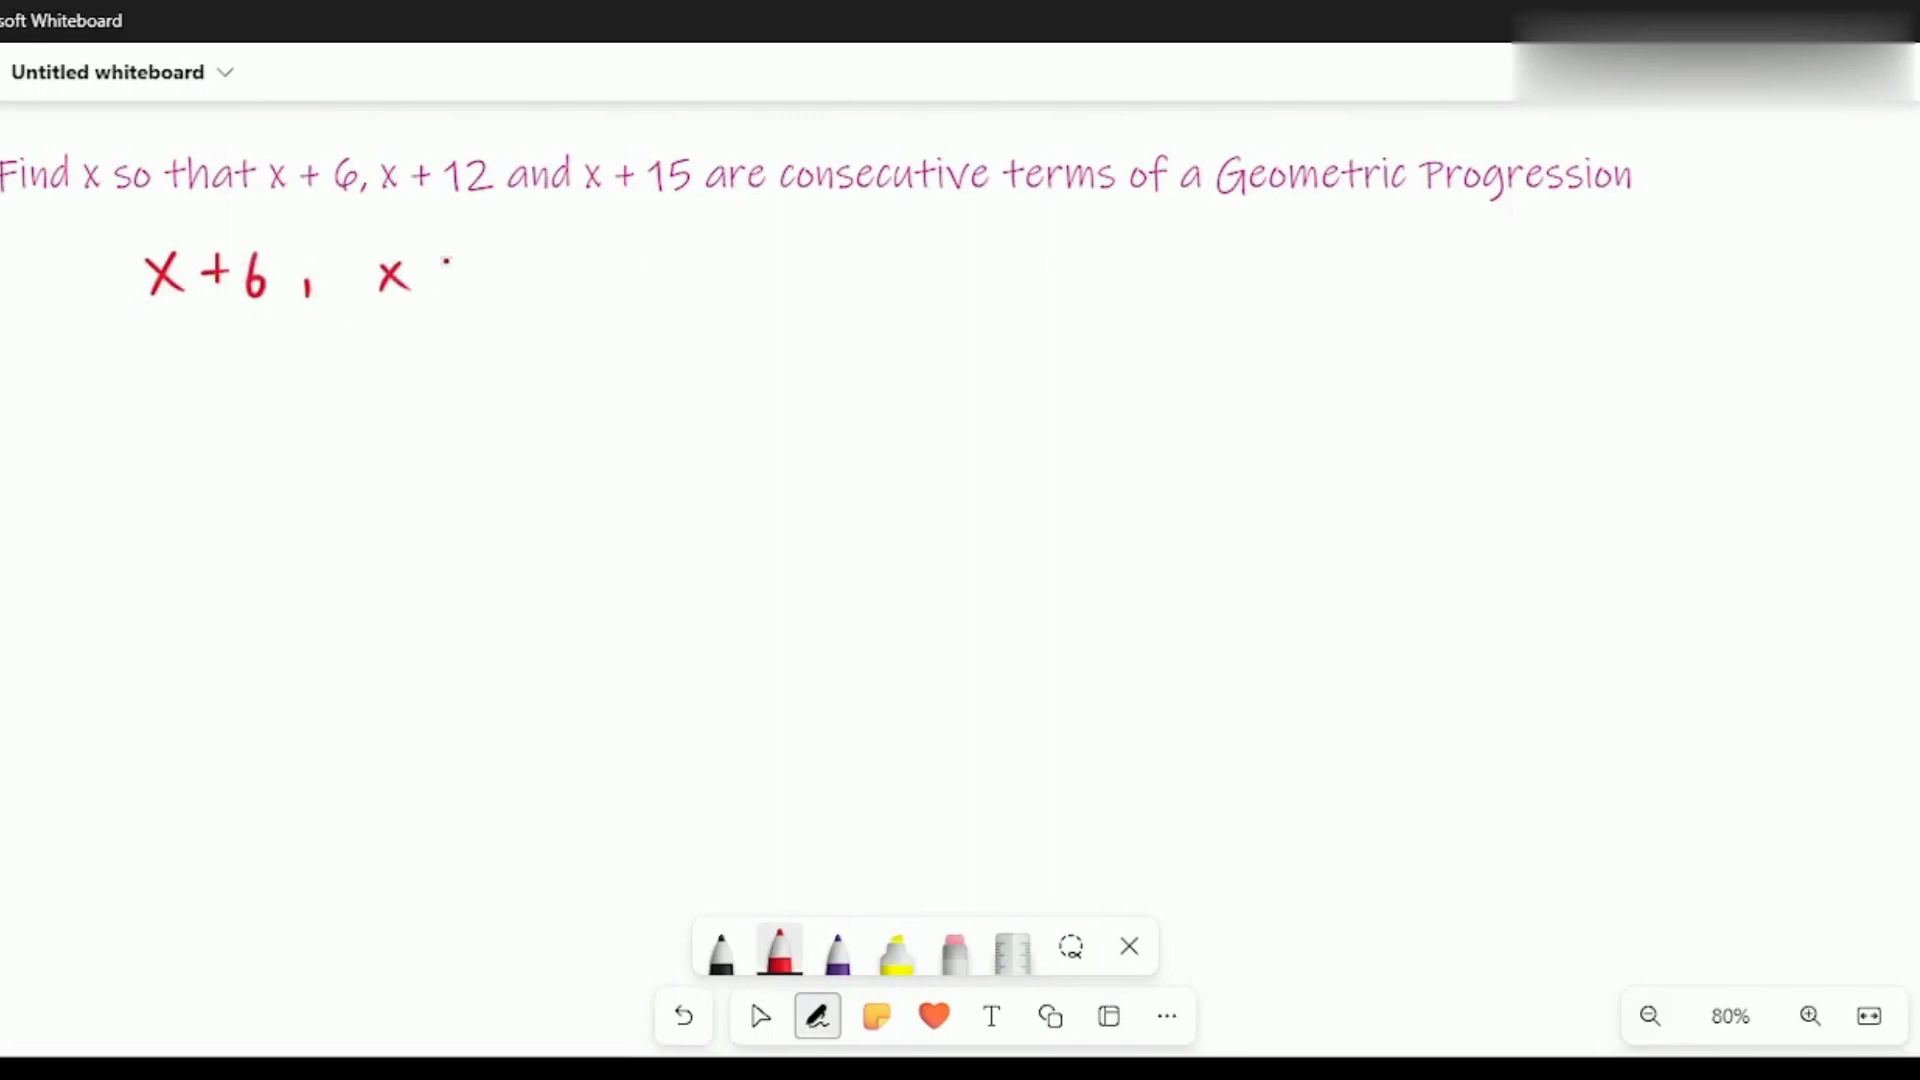 soft Whiteboard
Untitled whiteboard
Find x so that x + 6, x + 12 and x + 15 are consecutive terms of a Geometric Progression
x + 6 , x
80%